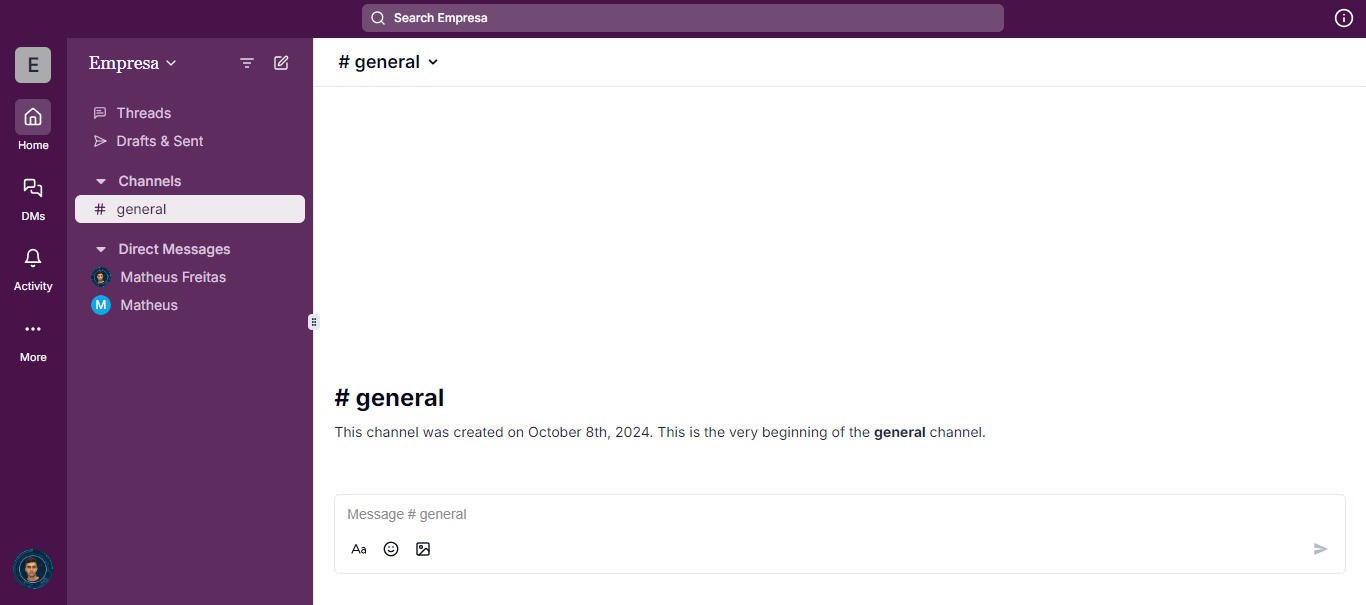 Search Empresa
E
Home
DMs
Activity
More
Empresa
Threads
Drafts & Sent
Channels
# general
Direct Messages
Matheus Freitas
M Matheus
# general
# general
This channel was created on October 8th, 2024. This is the very beginning of the general channel.
Message # general
Aa